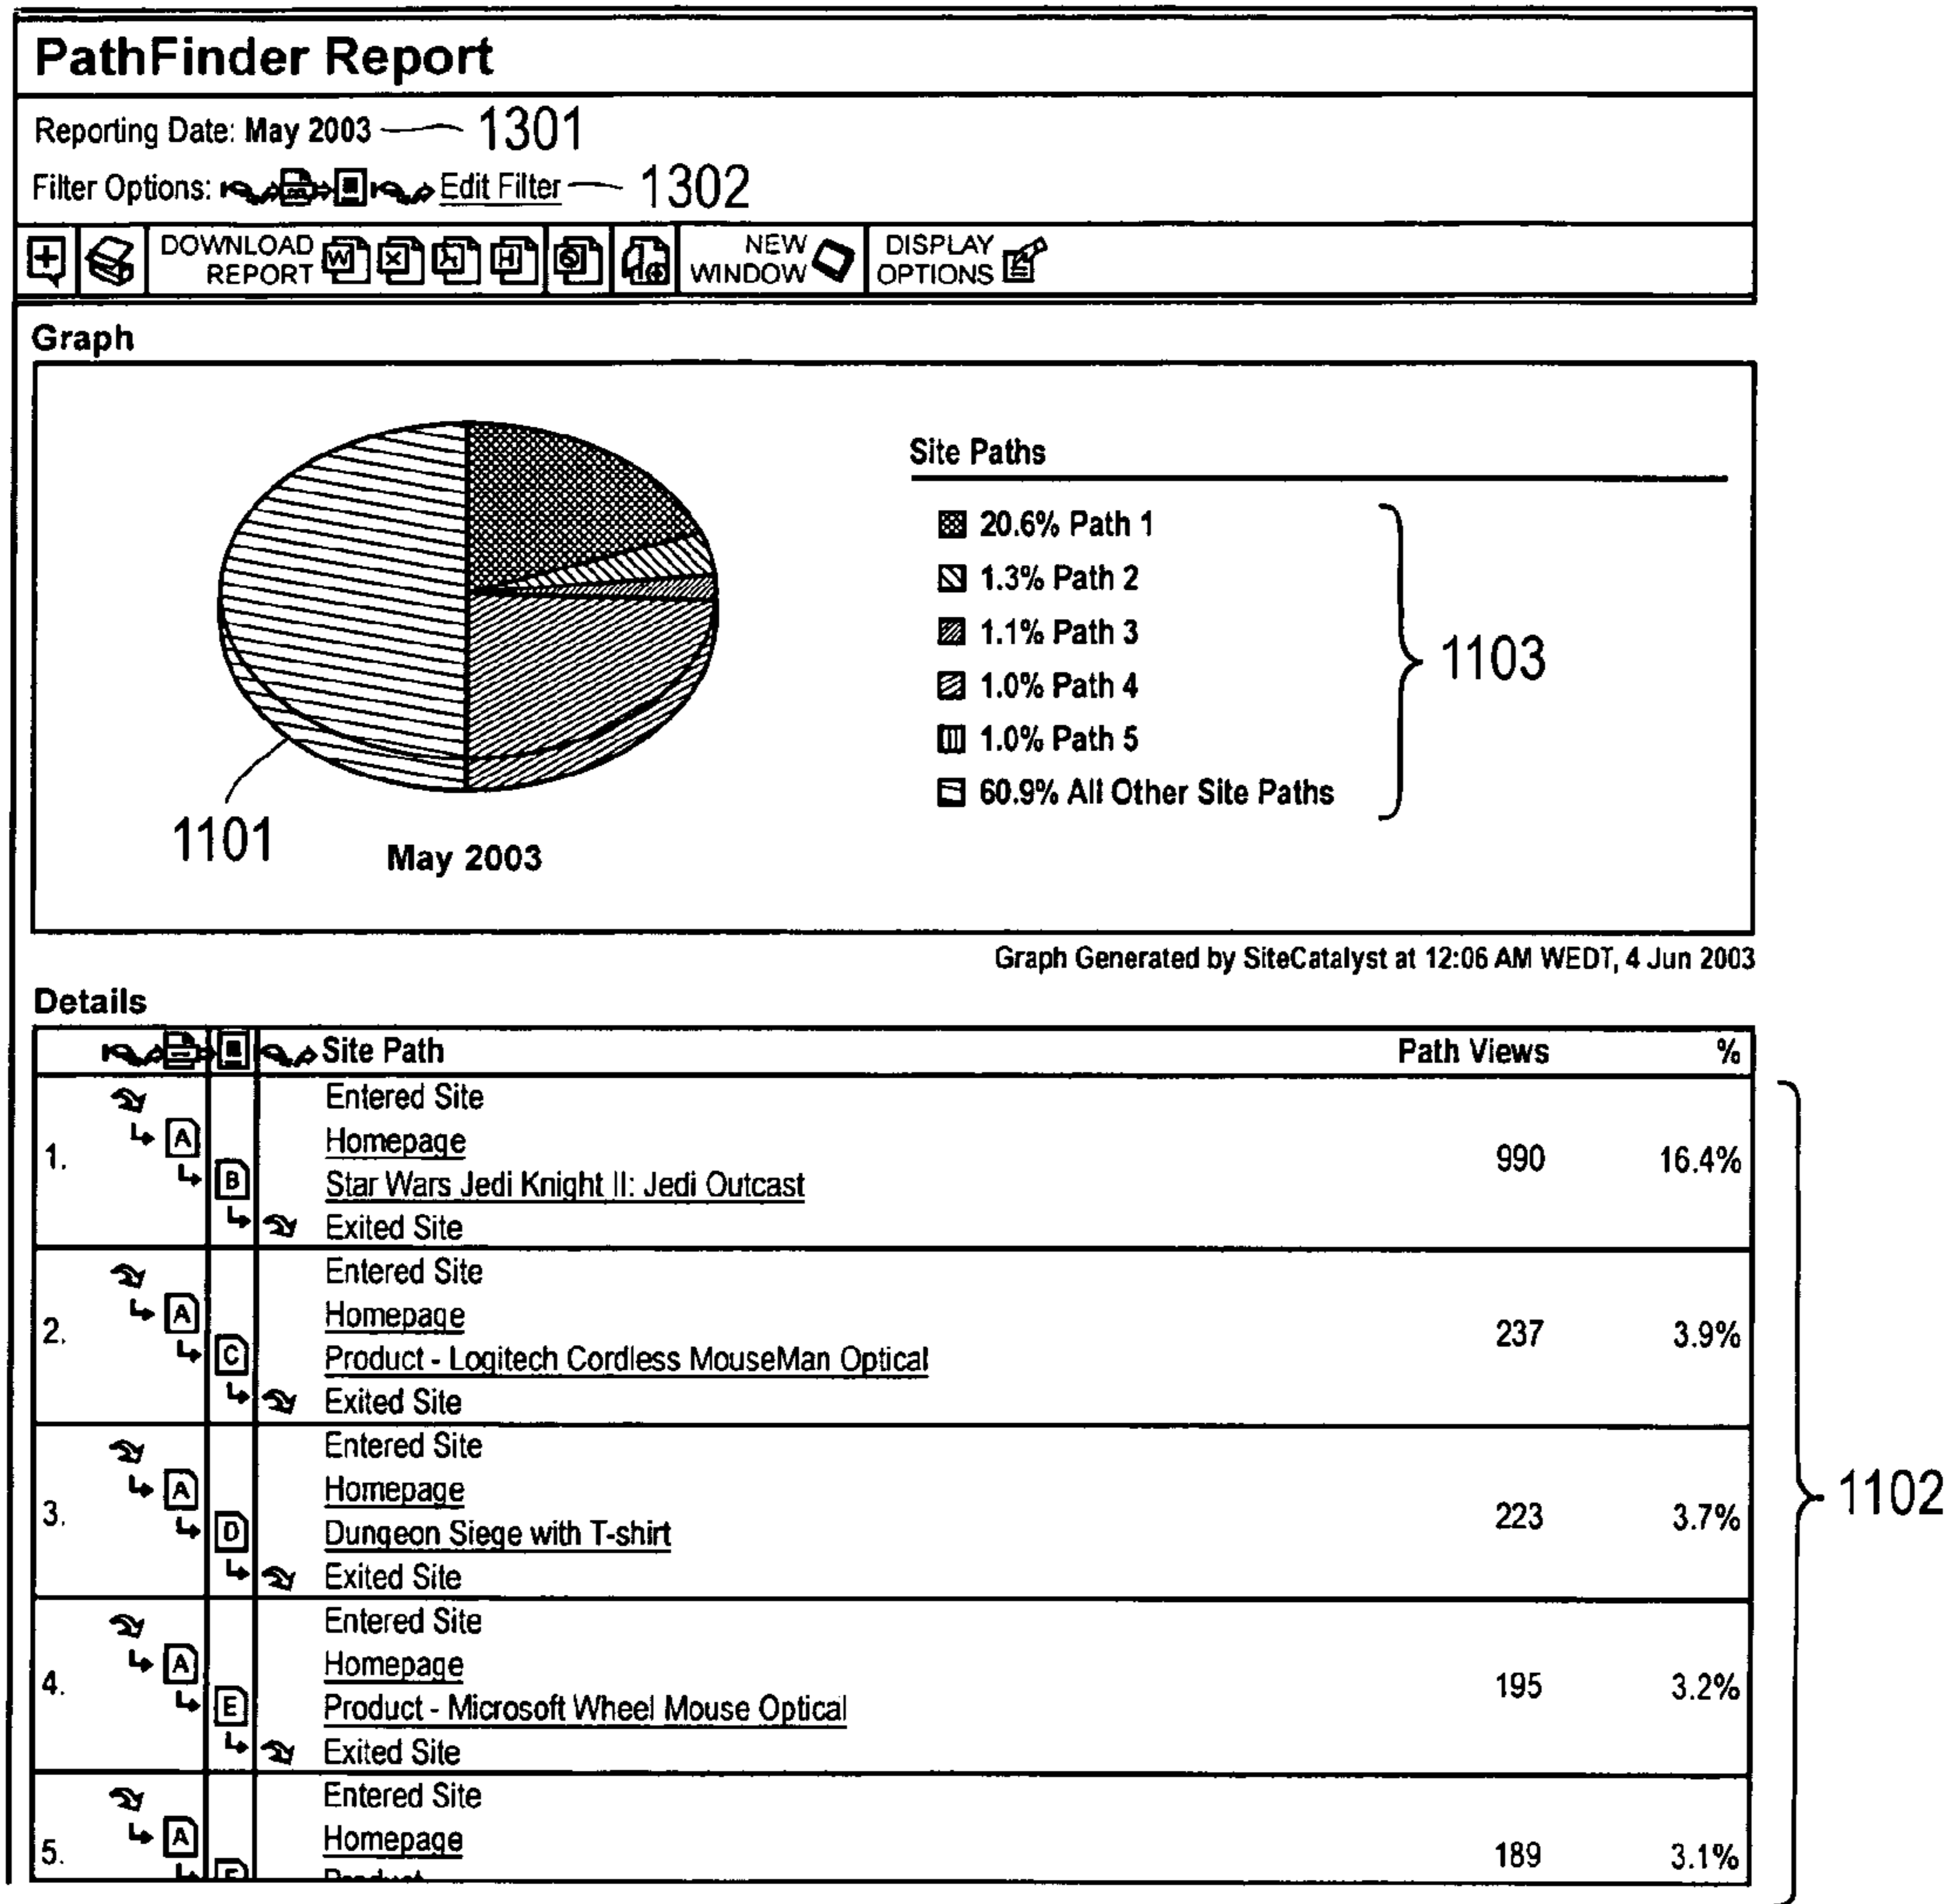 PathFinder Report
Reporting Date: May 2003 1301
Filter Options: Edit Filter 1302
DOWNLOAD REPORT W X H NEW WINDOW DISPLAY OPTIONS
Graph
Site Paths
20.6% Path 1
1.3% Path 2
1.1% Path 3
1.0% Path 4
1.0% Path 5
60.9% All Other Site Paths
1103
1101
May 2003
Graph Generated by SiteCatalyst at 12:06 AM WEDT, 4 Jun 2003
Details
Site Path Path Views %
Entered Site
1. A Homepage 990 16.4%
B Star Wars Jedi Knight II: Jedi Outcast
Exited Site
Entered Site
2. A Homepage 237 3.9%
C Product - Logitech Cordless MouseMan Optical
Exited Site
Entered Site
3. A Homepage 223 3.7%
D Dungeon Siege with T-shirt
Exited Site
1102
Entered Site
4. A Homepage 195 3.2%
E Product - Microsoft Wheel Mouse Optical
Exited Site
Entered Site
5. A Homepage 189 3.1%